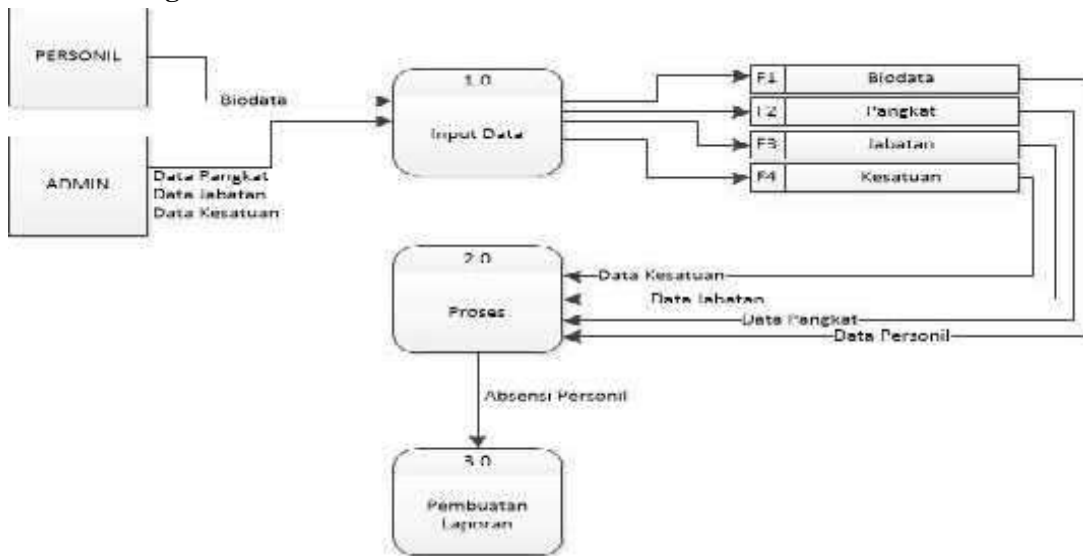 PERSONIL
Biodata
ADMIN
Data Pangkat
Data Jabatan
Data Kesatuan
1.0
Input Data
F1
Biodata
F2
Pangkat
F3
Jabatan
F4
Kesatuan
2.0
Proses
Data Kesatuan
Data Jabatan
Data Pangkat
Data Personil
Absensi Personil
3.0
Pembuatan
Laporan